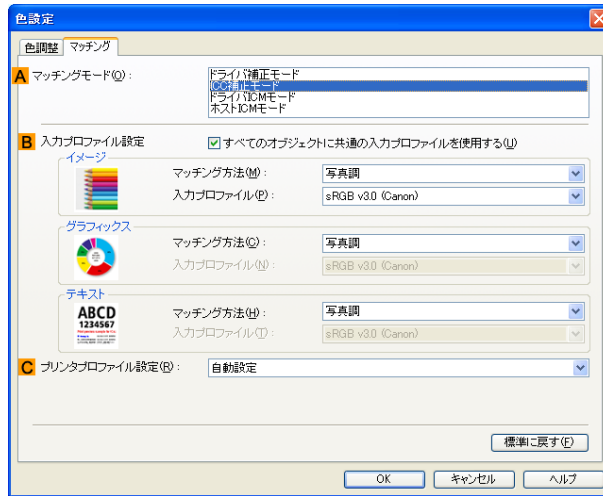 色設定
色調整 マッチング
A マッチングモード(O) :
ドライバ補正モード
ICC補正モード
ドライバICMモード
ホストICMモード
B 入力プロファイル設定 すべてのオブジェクトに共通の入力プロファイルを使用する(U)
イメージ
マッチング方法(M) : 写真調
入力プロファイル(P) : sRGB v3.0 (Canon)
グラフィックス
マッチング方法(C) : 写真調
入力プロファイル(N) : sRGB v3.0 (Canon)
テキスト
ABCD
1234567
マッチング方法(H) : 写真調
入力プロファイル(T) : sRGB v3.0 (Canon)
C プリンタプロファイル設定(R) : 自動設定
標準に戻す(F)
OK キャンセル ヘルプ